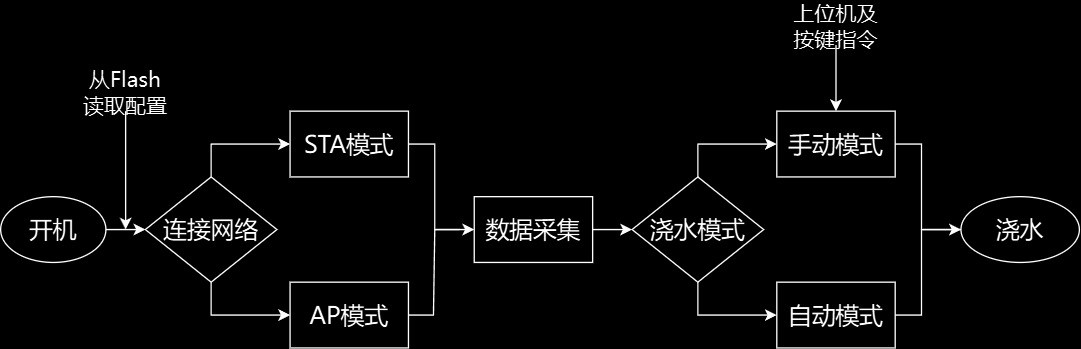 上位机及
按键指令
从Flash
读取配置
STA模式
手动模式
开机
连接网络
数据采集
浇水模式
浇水
AP模式
自动模式